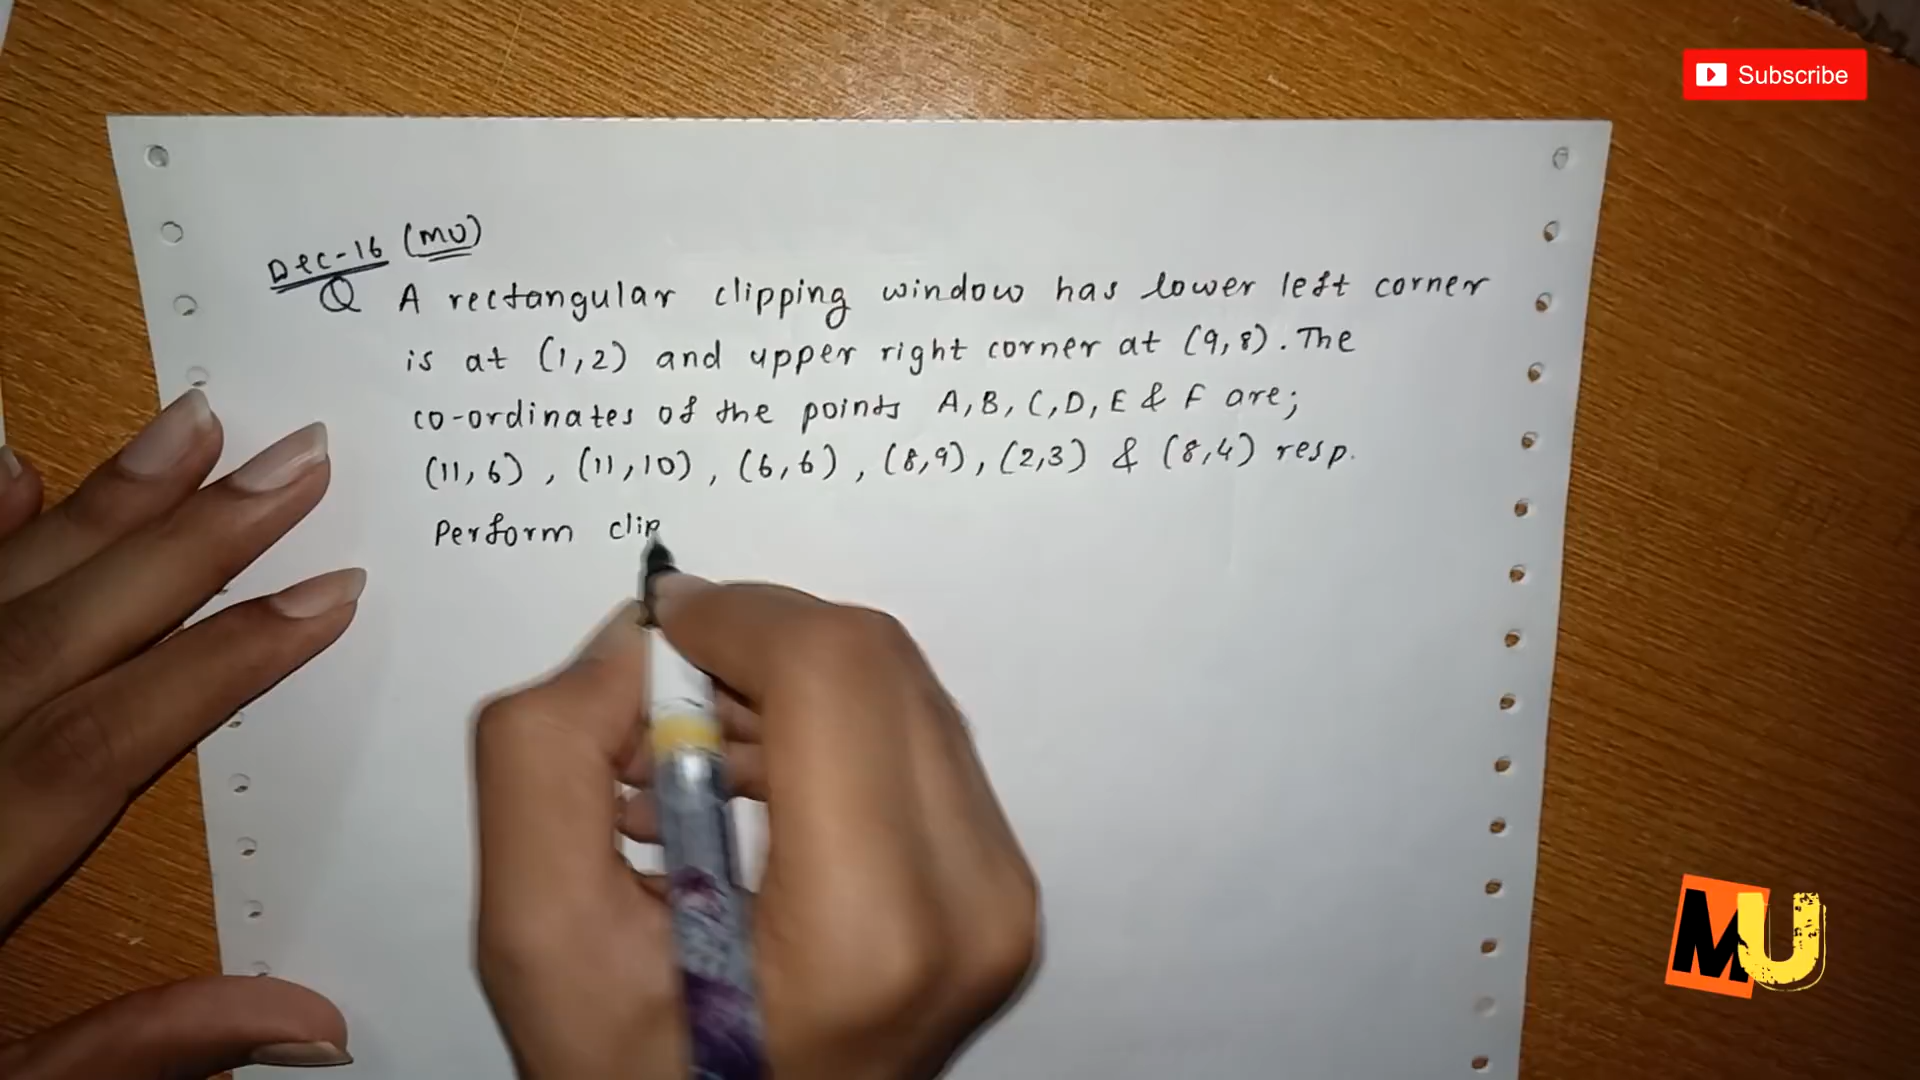 Subscribe
Dec-16 (MU)
Q A rectangular clipping window has lower left corner
is at (1,2) and upper right corner at (9,8). The
co-ordinates of the points A, B, C, D, E & F are;
(11, 6), (11, 10), (6,6), (8,9), (2,3) & (8,4) resp.
Perform clip
MU